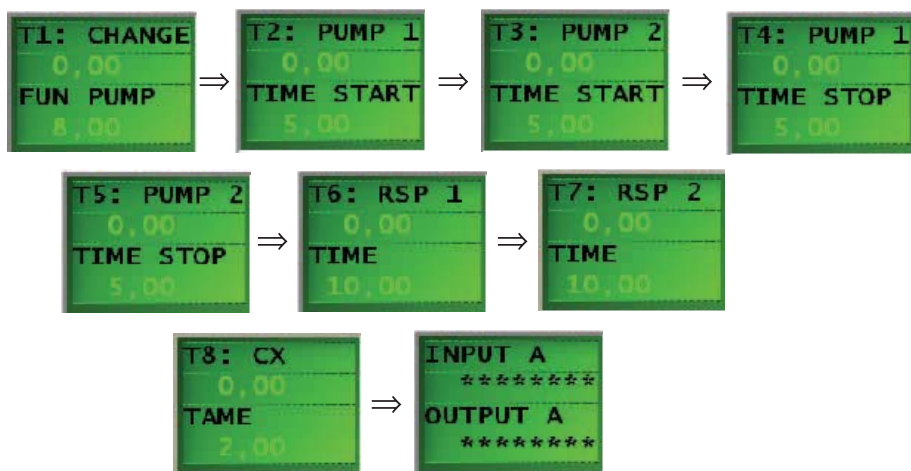 T1: CHANGE
0,00
FUN PUMP
8,00
⇒
T2: PUMP 1
0,00
TIME START
5,00
⇒
T3: PUMP 2
0,00
TIME START
5,00
⇒
T4: PUMP 1
0,00
TIME STOP
5,00
T5: PUMP 2
0,00
TIME STOP
5,00
⇒
T6: RSP 1
0,00
TIME
10,00
⇒
T7: RSP 2
0,00
TIME
10,00
T8: CX
0,00
TAME
2,00
⇒
INPUT A
********
OUTPUT A
********